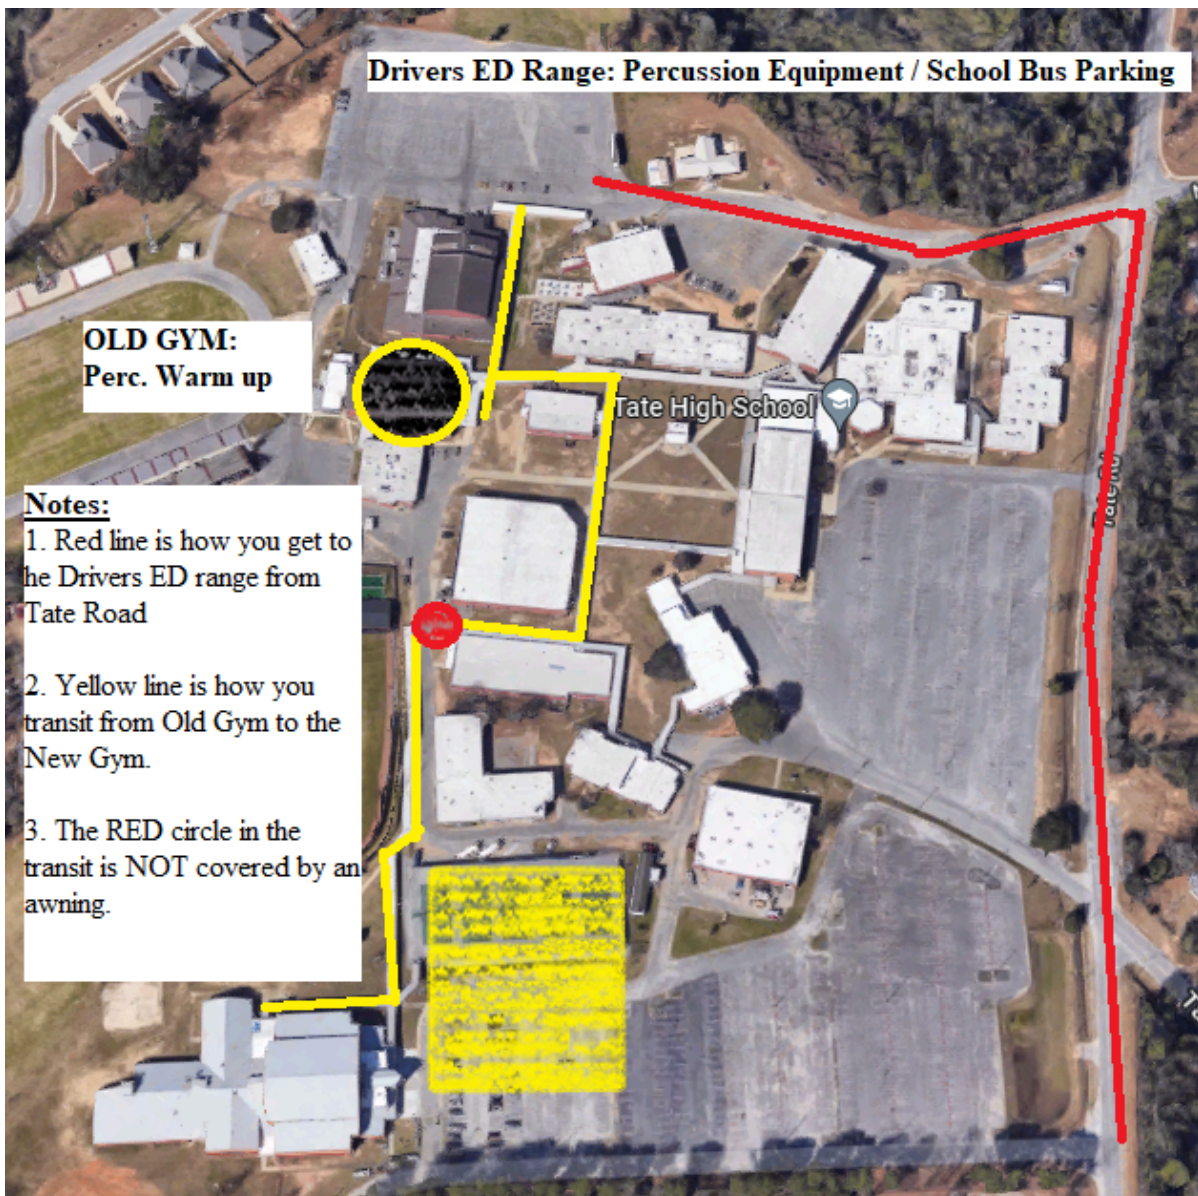 Drivers ED Range: Percussion Equipment / School Bus Parking
OLD GYM:
Perc. Warm up
Tate High School
Tate Rd
Notes:
1. Red line is how you get to
he Drivers ED range from
Tate Road
2. Yellow line is how you
transit from Old Gym to the
New Gym.
3. The RED circle in the
transit is NOT covered by an
awning.